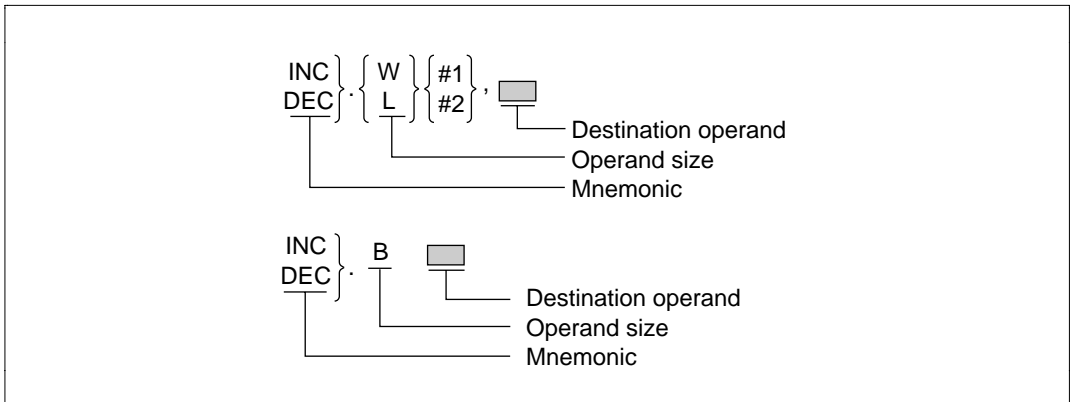 INC
DEC
.
W
L
#1
#2
,
Destination operand
Operand size
Mnemonic
INC
DEC
.
B
Destination operand
Operand size
Mnemonic